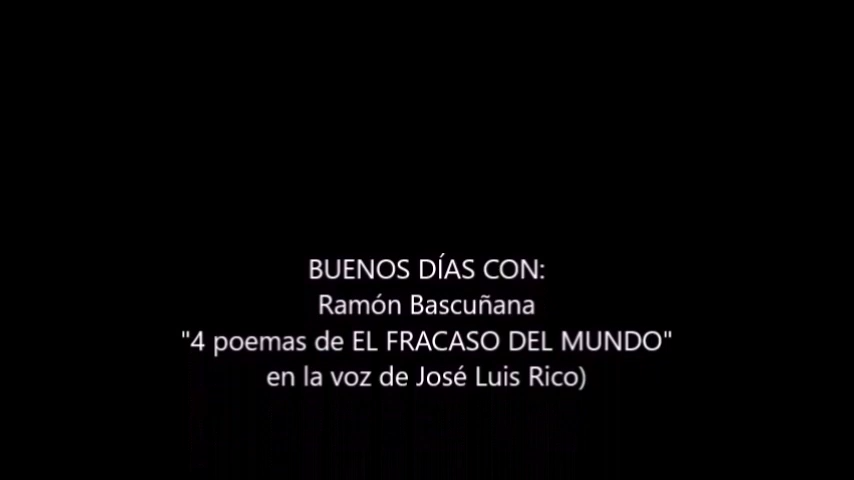 BUENOS DÍAS CON:
Ramón Bascuñana
"4 poemas de EL FRACASO DEL MUNDO"
en la voz de José Luis Rico)